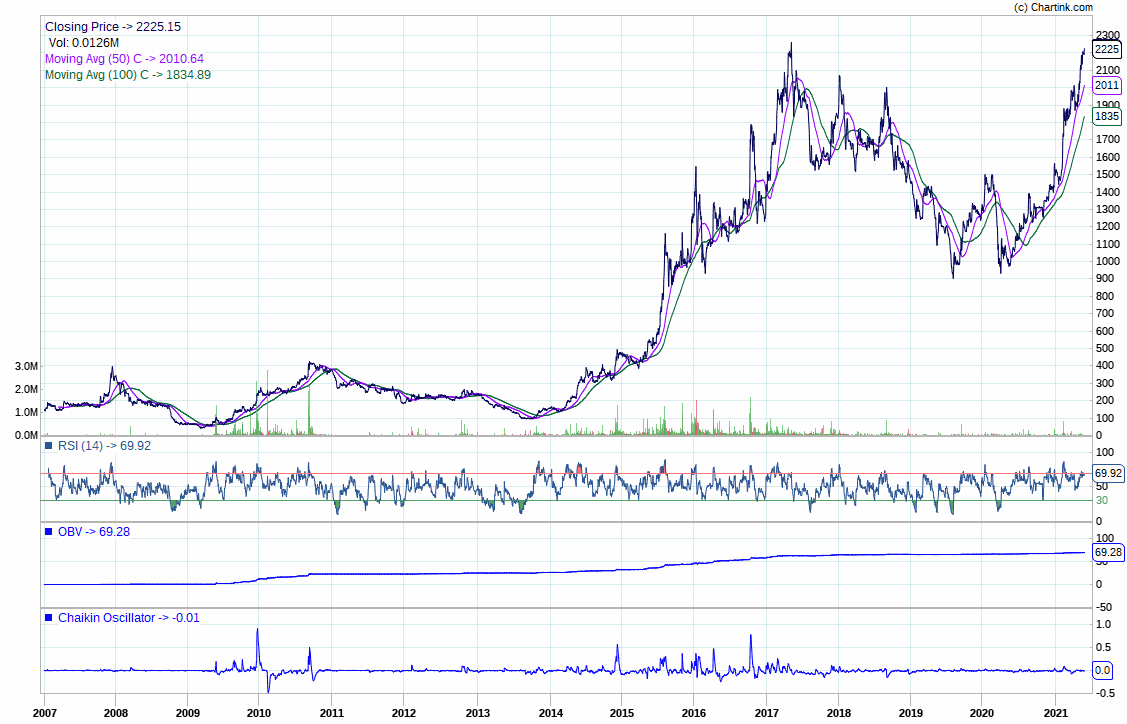 (c) Chartink.com
Closing Price -> 2225.15
Vol: 0.0126M
Moving Avg (50) C -> 2010.64
Moving Avg (100) C -> 1834.89
2300
2225
2100
2011
1900
1835
1700
1600
1500
1400
1300
1200
1100
1000
900
800
700
600
500
400
300
200
100
0
3.0M
2.0M
1.0M
0.0M
RSI (14) -> 69.92
100
69.92
50
30
0
OBV -> 69.28
100
69.28
50
0
-50
Chaikin Oscillator -> -0.01
1.0
0.5
0.0
-0.5
2007 2008 2009 2010 2011 2012 2013 2014 2015 2016 2017 2018 2019 2020 2021